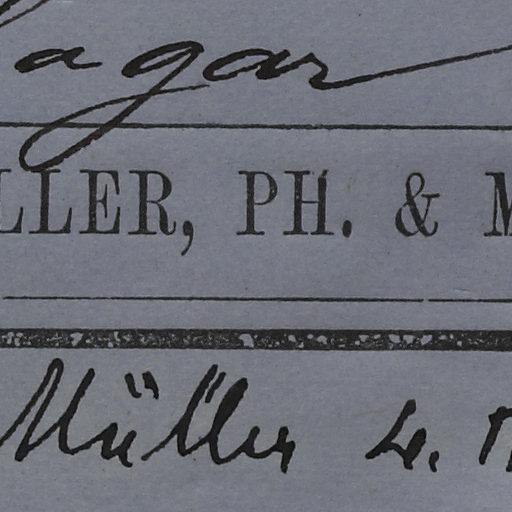 agar
LLER, PH. & M
Müller